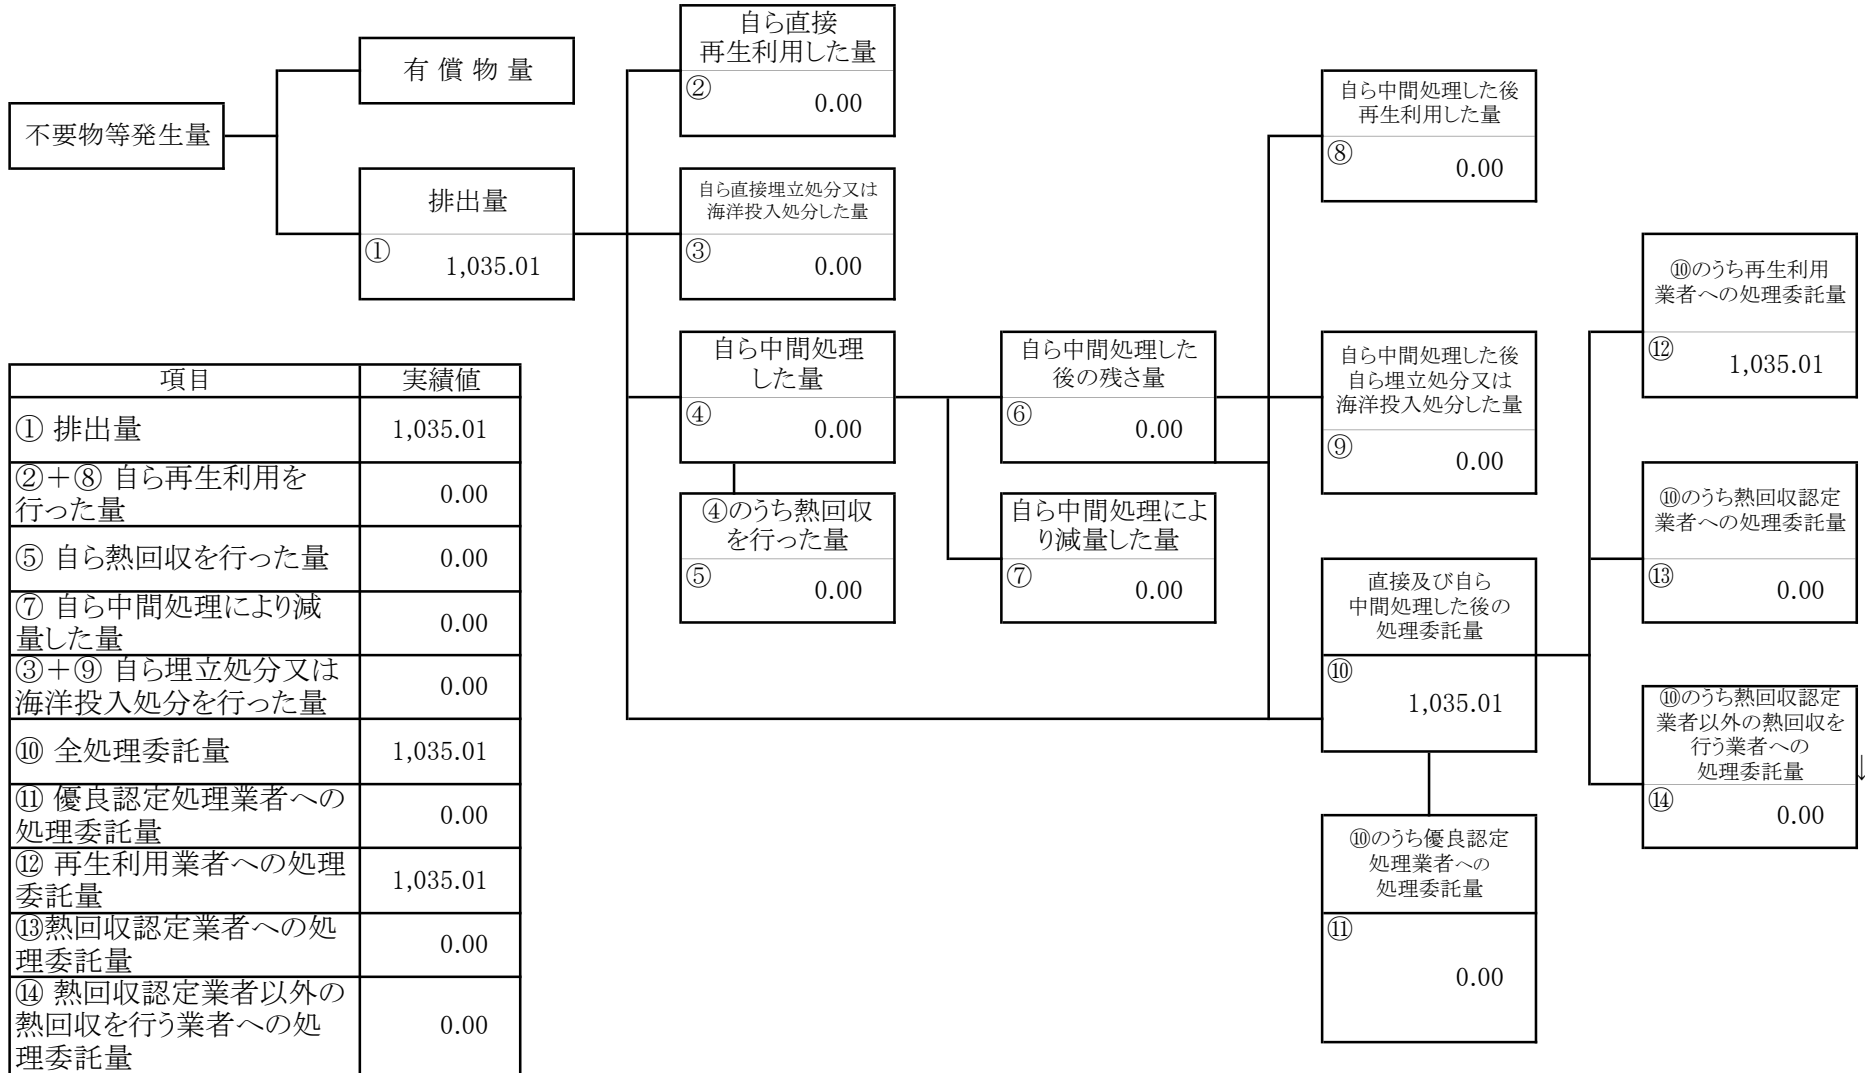 不要物等発生量
有 償 物 量
排出量
①
1,035.01
自ら直接
再生利用した量
②
0.00
自ら直接埋立処分又は
海洋投入処分した量
③
0.00
自ら中間処理
した量
④
0.00
④のうち熱回収
を行った量
⑤
0.00
自ら中間処理した
後の残さ量
⑥
0.00
自ら中間処理によ
り減量した量
⑦
0.00
自ら中間処理した後
再生利用した量
⑧
0.00
自ら中間処理した後
自ら埋立処分又は
海洋投入処分した量
⑨
0.00
直接及び自ら
中間処理した後の
処理委託量
⑩
1,035.01
⑩のうち優良認定
処理業者への
処理委託量
⑪
0.00
⑩のうち再生利用
業者への処理委託量
⑫
1,035.01
⑩のうち熱回収認定
業者への処理委託量
⑬
0.00
⑩のうち熱回収認定
業者以外の熱回収を
行う業者への
処理委託量
↓
⑭
0.00
項目 実績値
① 排出量 1,035.01
②＋⑧ 自ら再生利用を
行った量 0.00
⑤ 自ら熱回収を行った量 0.00
⑦ 自ら中間処理により減
量した量 0.00
③＋⑨ 自ら埋立処分又は
海洋投入処分を行った量 0.00
⑩ 全処理委託量 1,035.01
⑪ 優良認定処理業者への
処理委託量 0.00
⑫ 再生利用業者への処理
委託量 1,035.01
⑬熱回収認定業者への処
理委託量 0.00
⑭ 熱回収認定業者以外の
熱回収を行う業者への処
理委託量 0.00